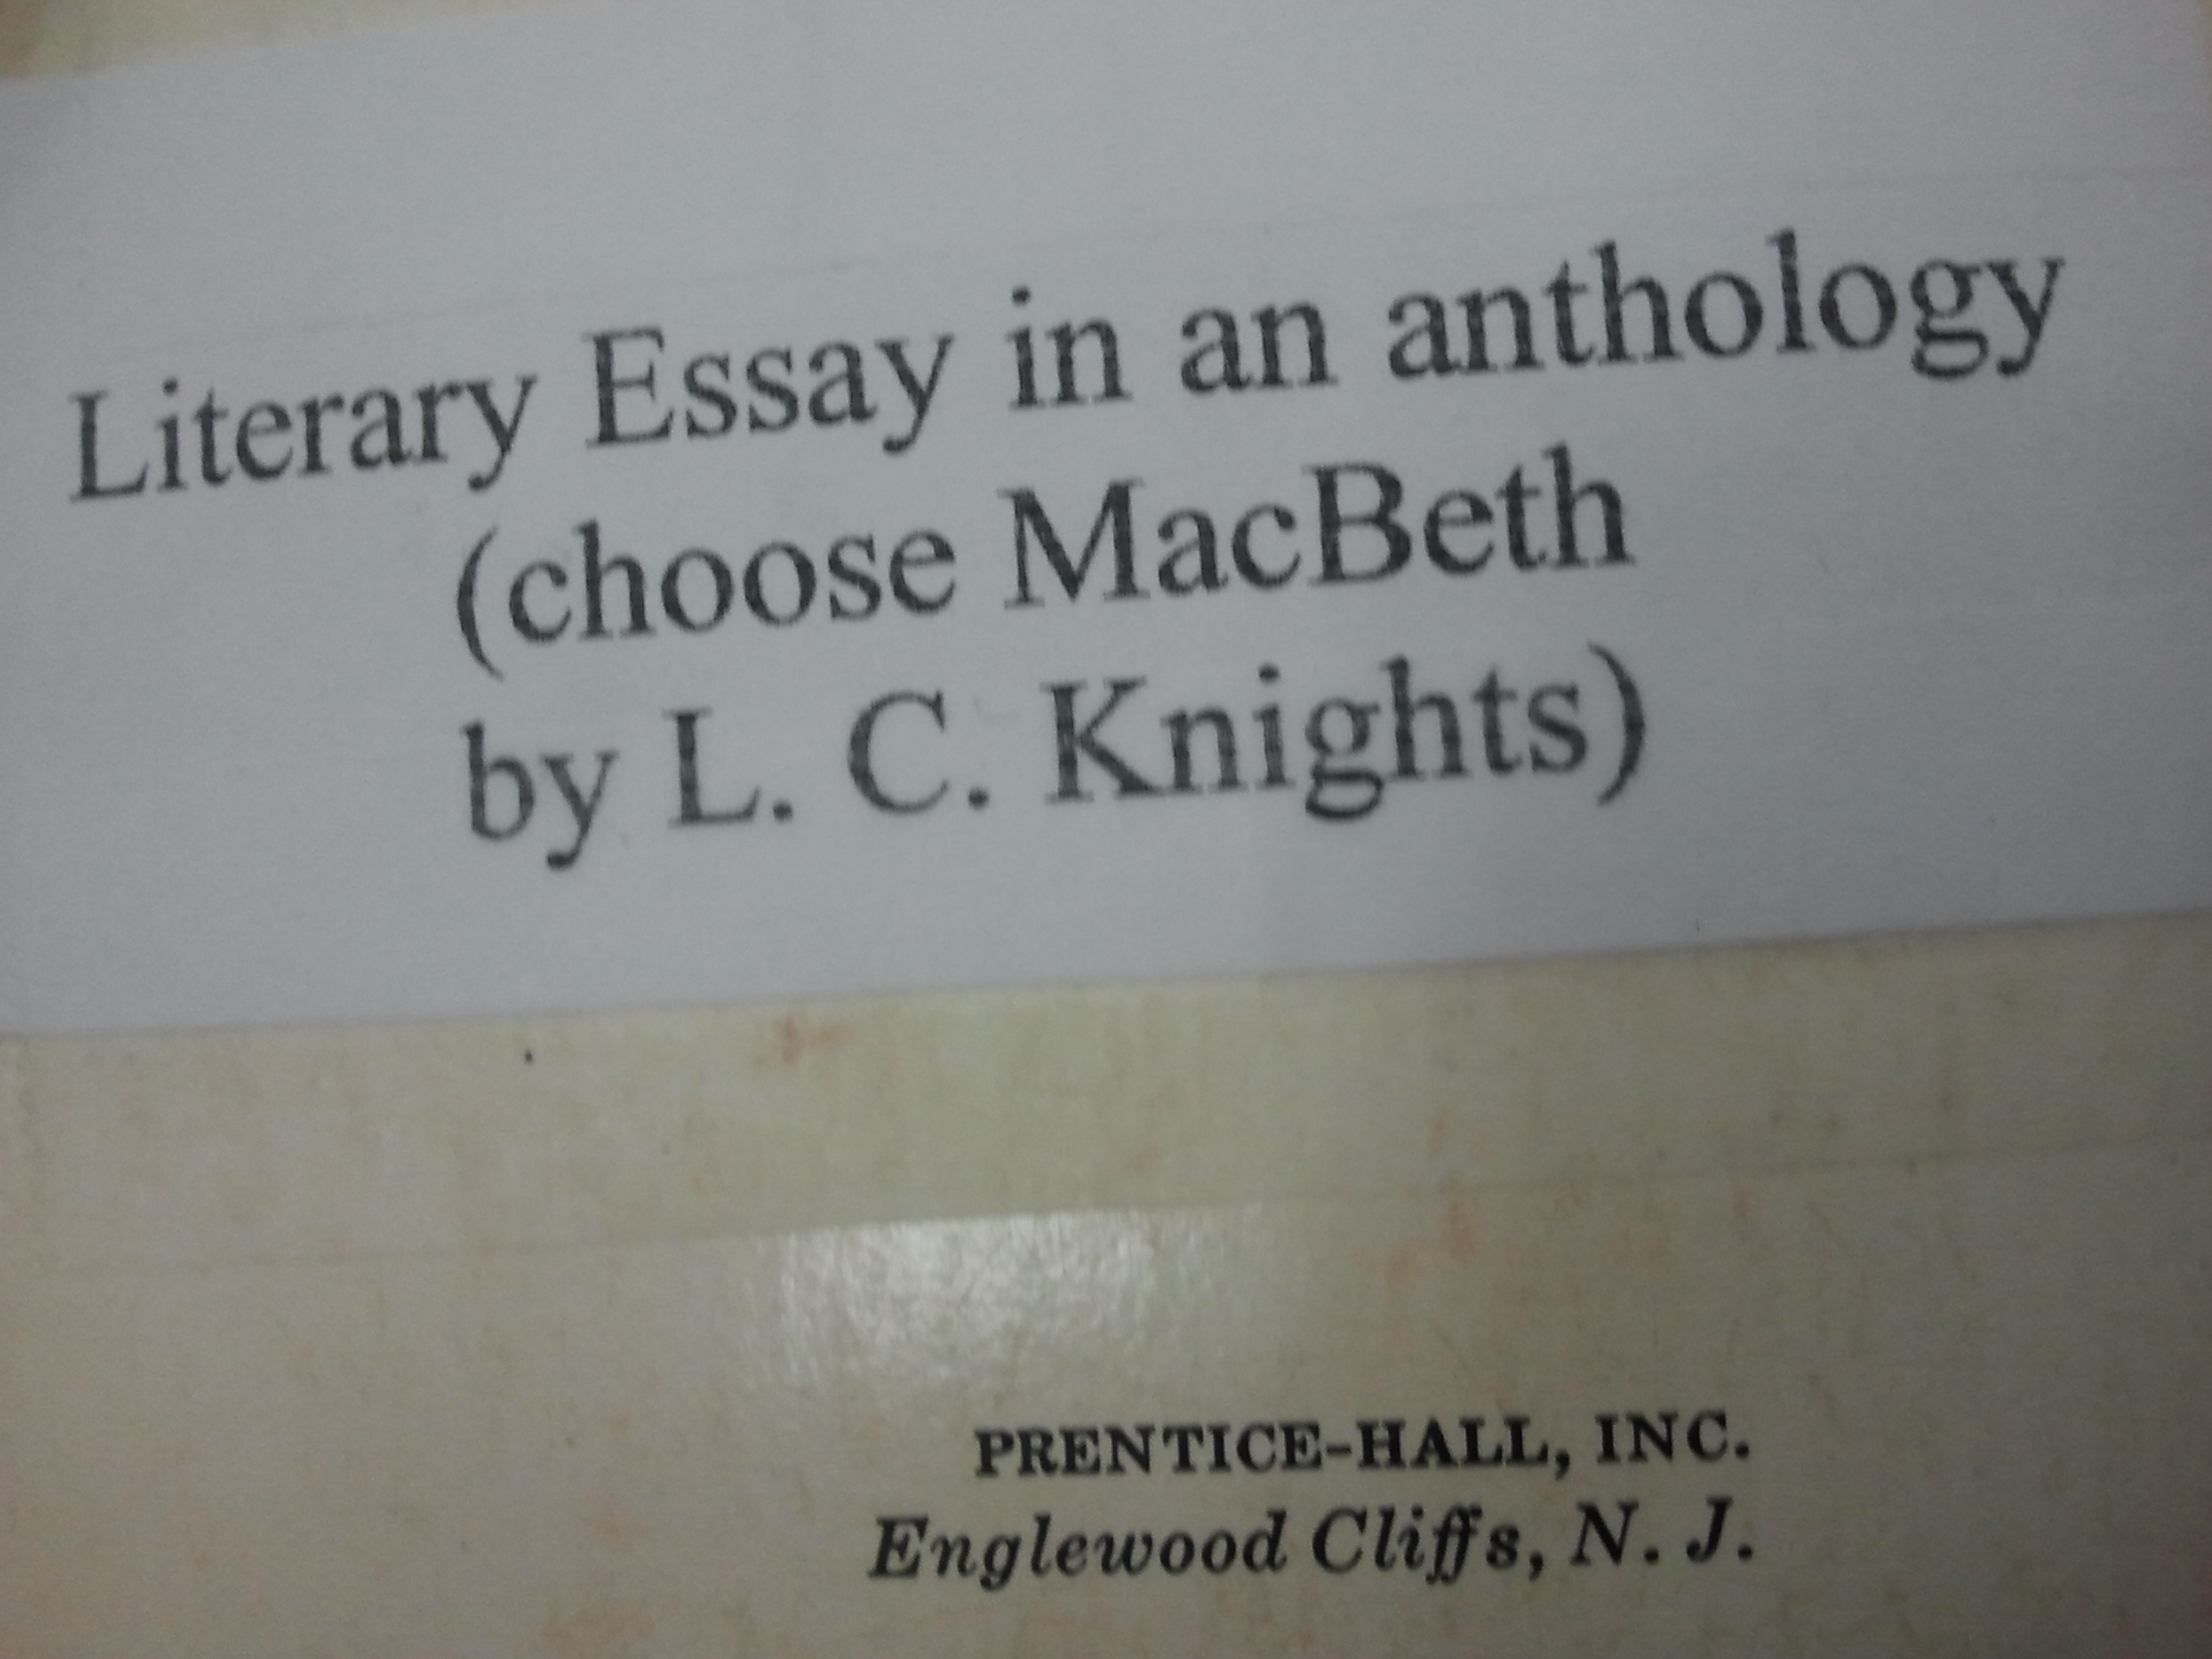 Literary Essay in an anthology
(choose MacBeth
by L. C. Knights)
PRENTICE-HALL, INC.
Englewood Cliffs, N. J.